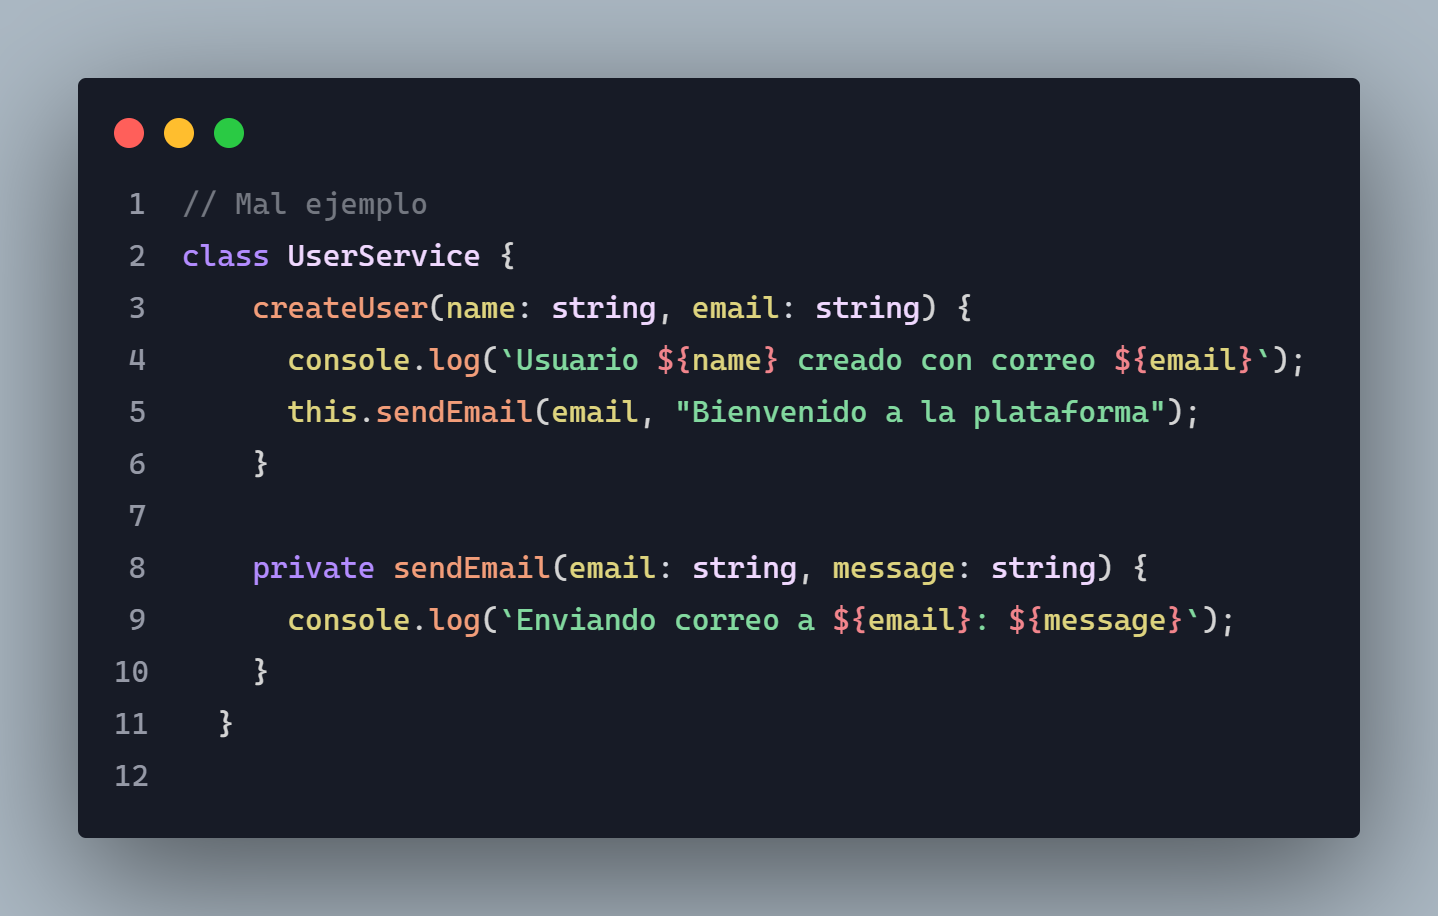 1 // Mal ejemplo
2 class UserService {
3     createUser(name: string, email: string) {
4       console.log(`Usuario ${name} creado con correo ${email}`);
5       this.sendEmail(email, "Bienvenido a la plataforma");
6     }
7
8     private sendEmail(email: string, message: string) {
9       console.log(`Enviando correo a ${email}: ${message}`);
10     }
11   }
12